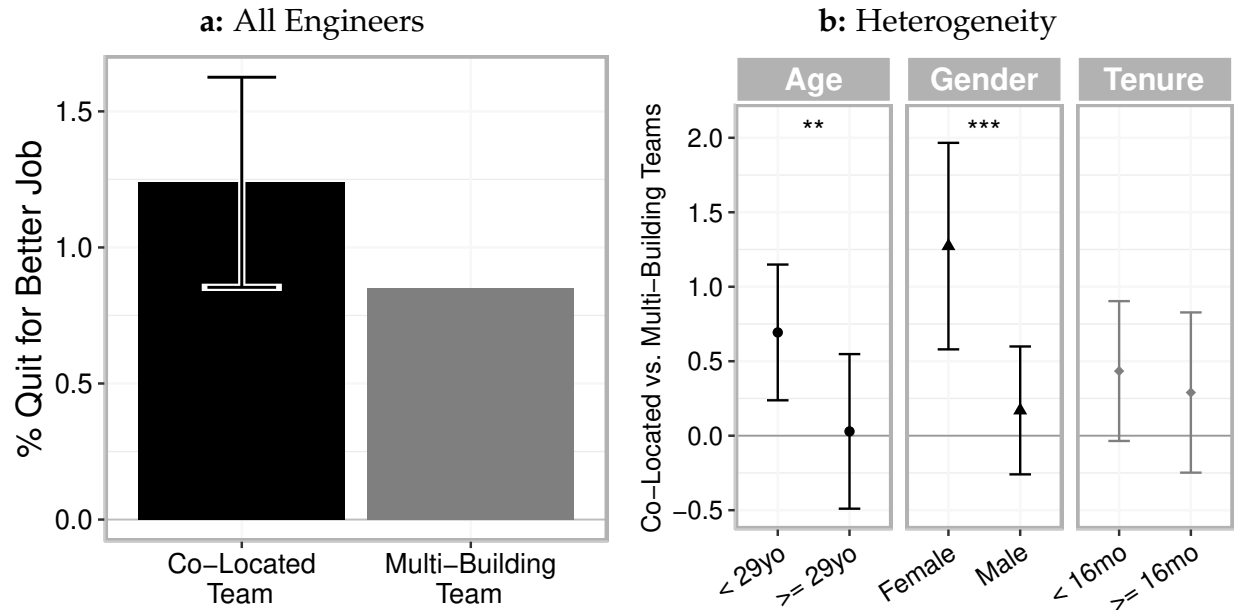 a: All Engineers
% Quit for Better Job
1.5
1.0
0.5
0.0
Co−Located
Team
Multi−Building
Team
b: Heterogeneity
Age
Gender
Tenure
**
***
Co−Located vs. Multi−Building Teams
2.0
1.5
1.0
0.5
0.0
−0.5
< 29yo
>= 29yo
Female
Male
< 16mo
>= 16mo